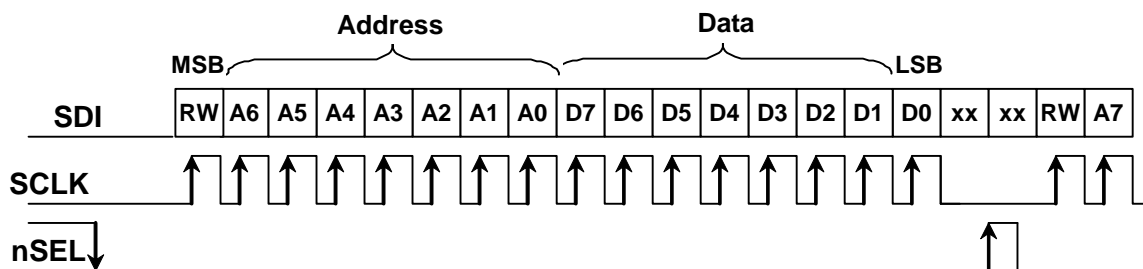 Address Data
MSB LSB
SDI RW A6 A5 A4 A3 A2 A1 A0 D7 D6 D5 D4 D3 D2 D1 D0 xx xx RW A7
SCLK
nSEL